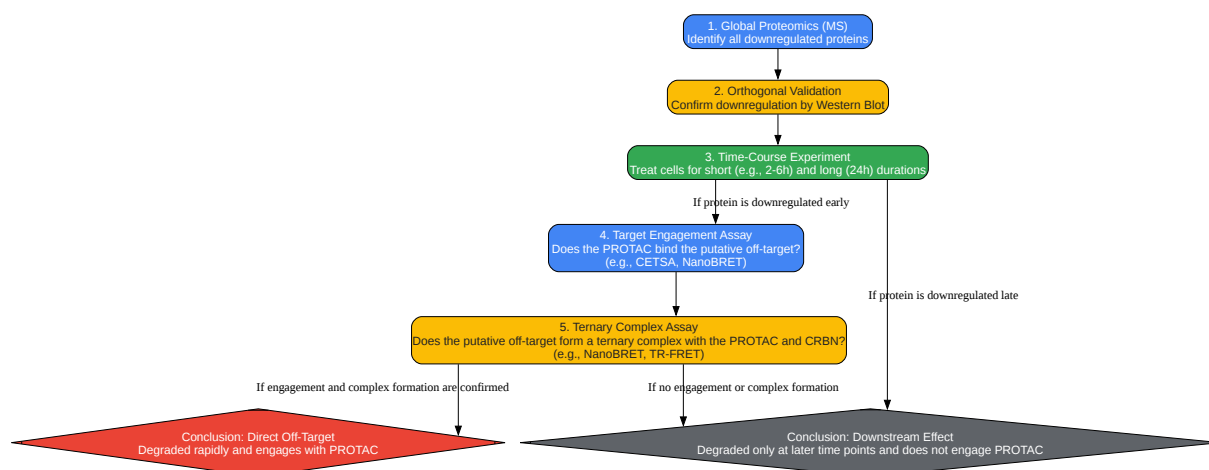 1. Global Proteomics (MS)
Identify all downregulated proteins
2. Orthogonal Validation
Confirm downregulation by Western Blot
3. Time-Course Experiment
Treat cells for short (e.g., 2-6h) and long (24h) durations
If protein is downregulated early
4. Target Engagement Assay
Does the PROTAC bind the putative off-target?
(e.g., CETSA, NanoBRET)
If protein is downregulated late
5. Ternary Complex Assay
Does the putative off-target form a ternary complex with the PROTAC and CRBN?
(e.g., NanoBRET, TR-FRET)
If engagement and complex formation are confirmed
If no engagement or complex formation
Conclusion: Direct Off-Target
Degraded rapidly and engages with PROTAC
Conclusion: Downstream Effect
Degraded only at later time points and does not engage PROTAC